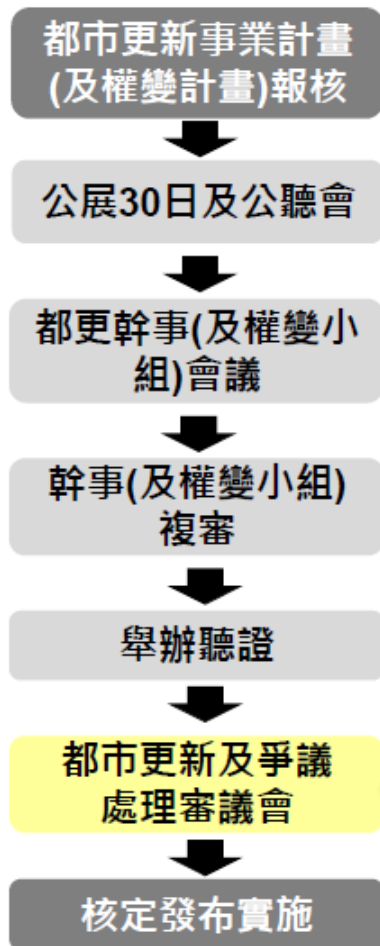 都市更新事業計畫
(及權變計畫)報核
公展30日及公聽會
都更幹事(及權變小
組)會議
幹事(及權變小組)
複審
舉辦聽證
都市更新及爭議
處理審議會
核定發布實施